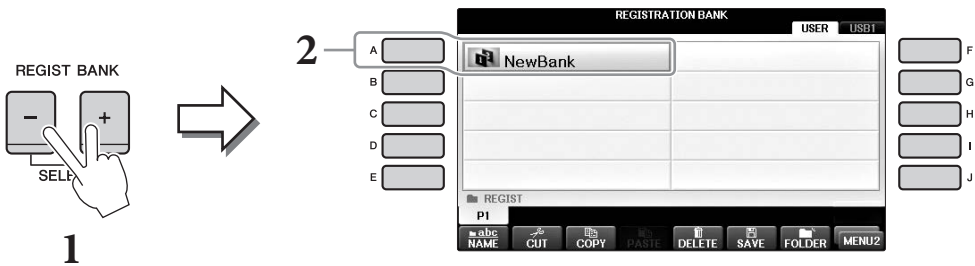 REGIST BANK
- +
1
2
REGISTRATION BANK
USER USB1
A
B
C
D
E
NewBank
F
G
H
I
J
REGIST
P1
abc NAME
CUT
COPY
PASTE
DELETE
SAVE
FOLDER
MENU2